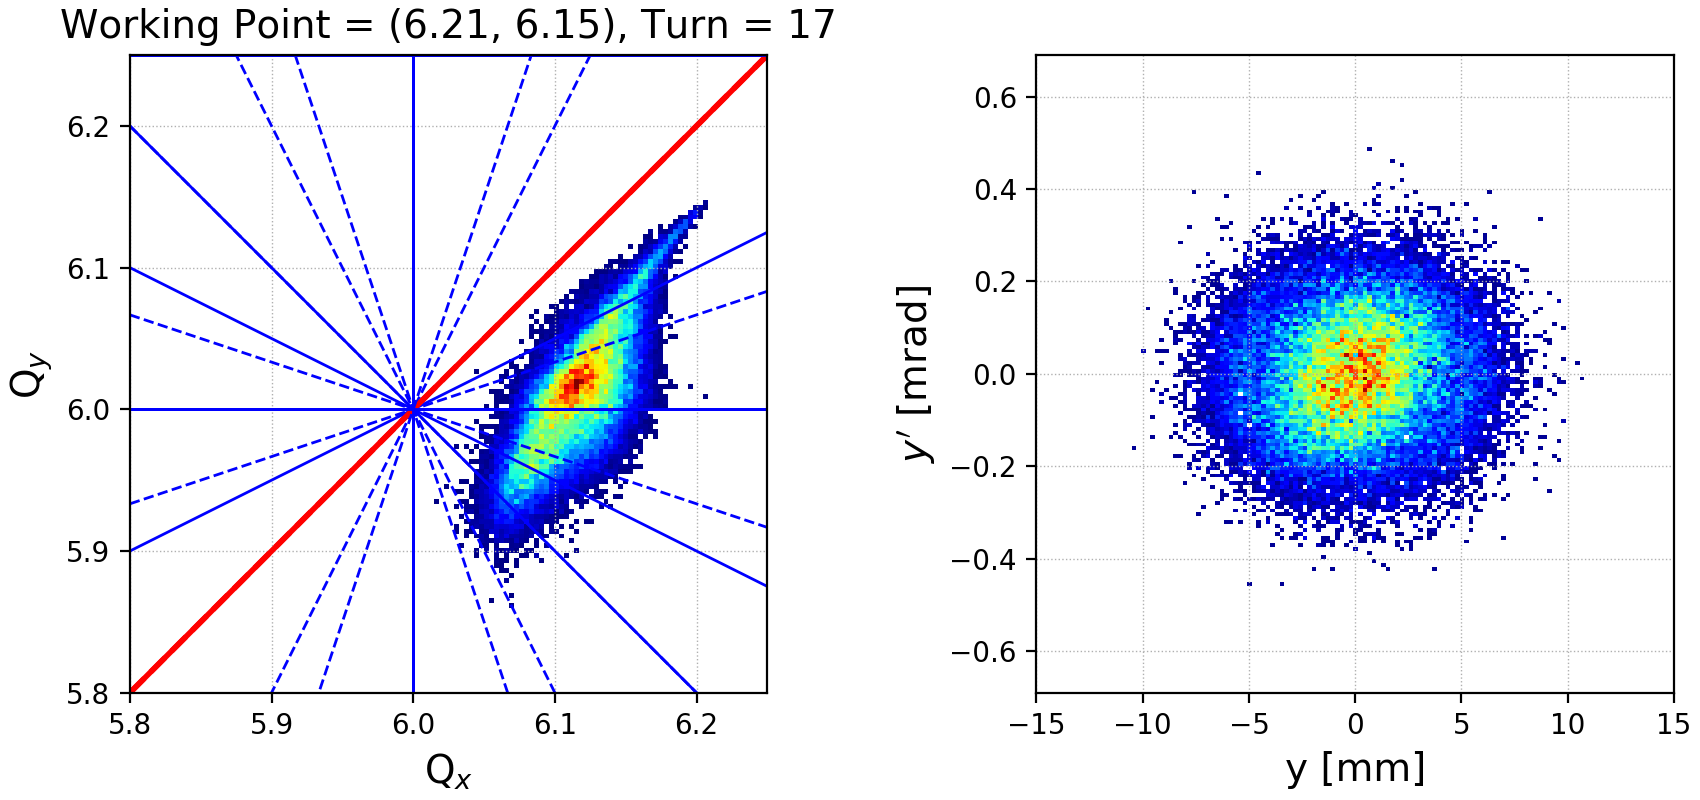 Working Point = (6.21, 6.15), Turn = 17
6.2
6.1
6.0
5.9
5.8
5.8 5.9 6.0 6.1 6.2
Qy
Qx
0.6
0.4
0.2
0.0
−0.2
−0.4
−0.6
−15 −10 −5 0 5 10 15
y′ [mrad]
y [mm]